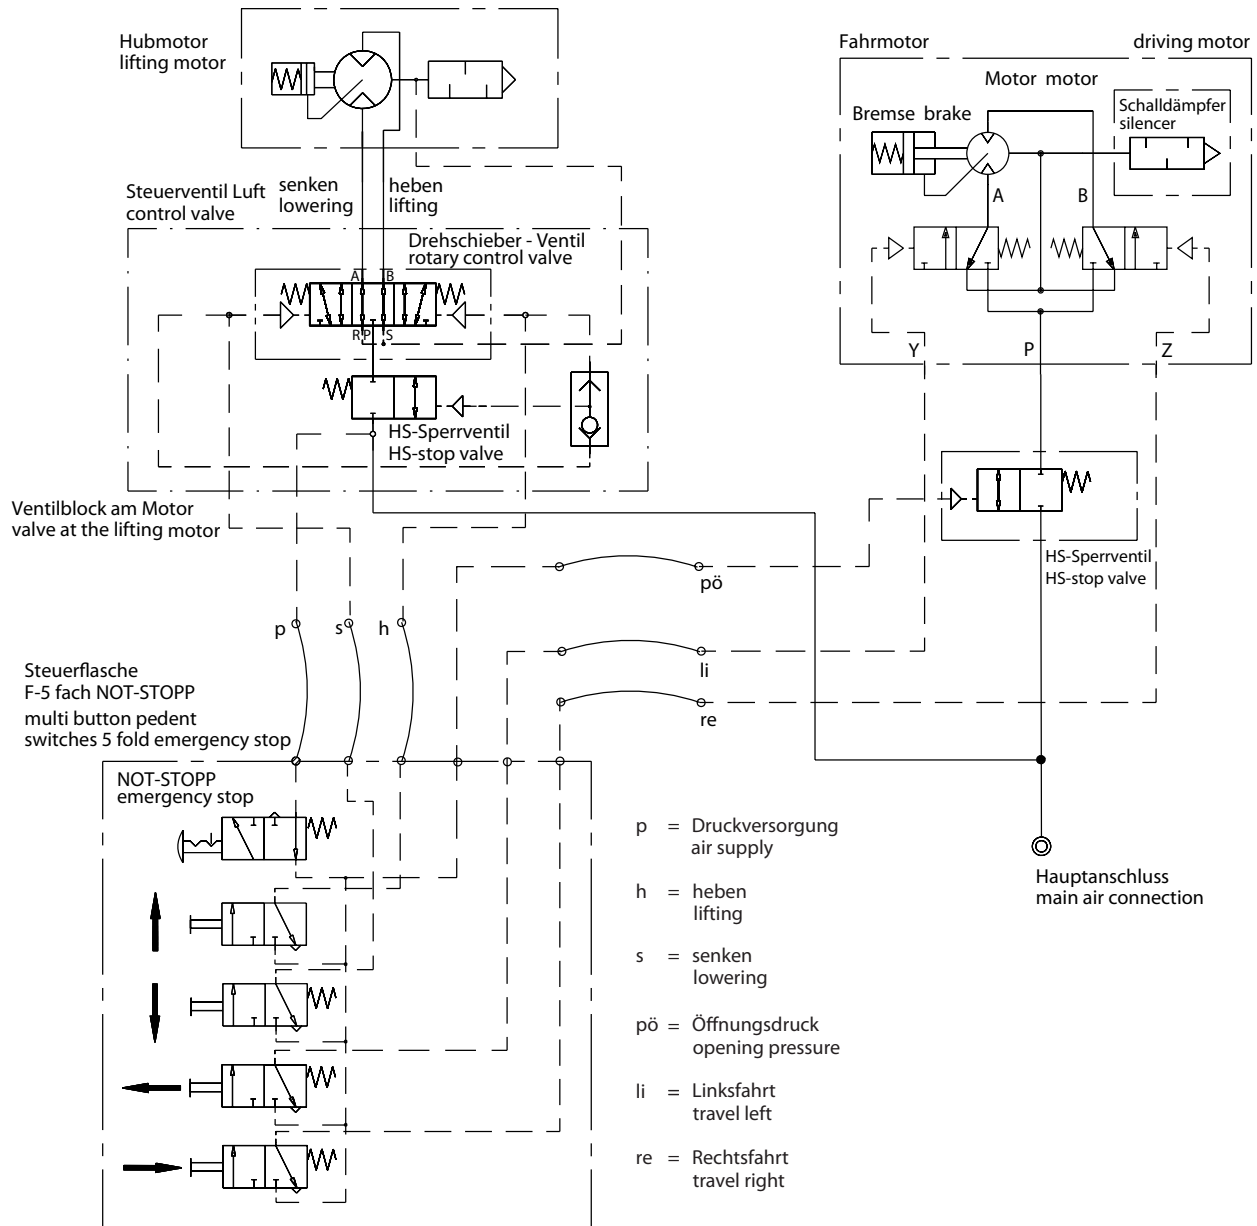 Hubmotor
lifting motor
Fahrmotor driving motor
Motor motor
Bremse brake
Schalldämpfer
silencer
A B
Steuerventil Luft
control valve
senken
lowering
heben
lifting
Drehschieber - Ventil
rotary control valve
A B
R P S
Y P Z
HS-Sperrventil
HS-stop valve
Ventilblock am Motor
valve at the lifting motor
HS-Sperrventil
HS-stop valve
pö
p s h
li
re
Steuerflasche
F-5 fach NOT-STOPP
multi button pedent
switches 5 fold emergency stop
NOT-STOPP
emergency stop
p = Druckversorgung
air supply
h = heben
lifting
s = senken
lowering
pö = Öffnungsdruck
opening pressure
li = Linksfahrt
travel left
re = Rechtsfahrt
travel right
Hauptanschluss
main air connection